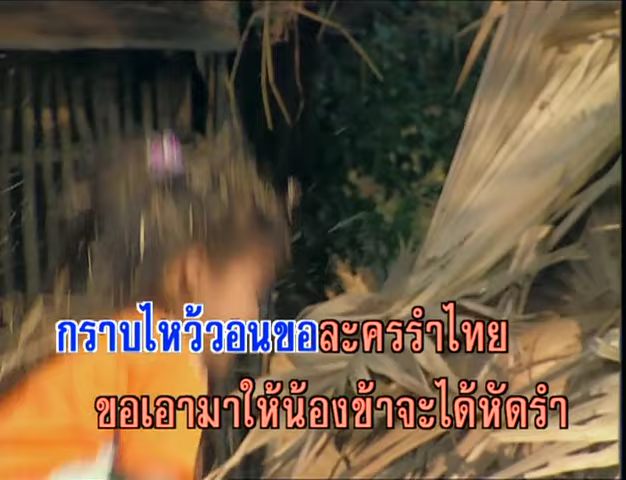 กราบไหว้วอนขอละครรำไทย
ขอเอามาให้น้องข้าจะได้หัดรำ